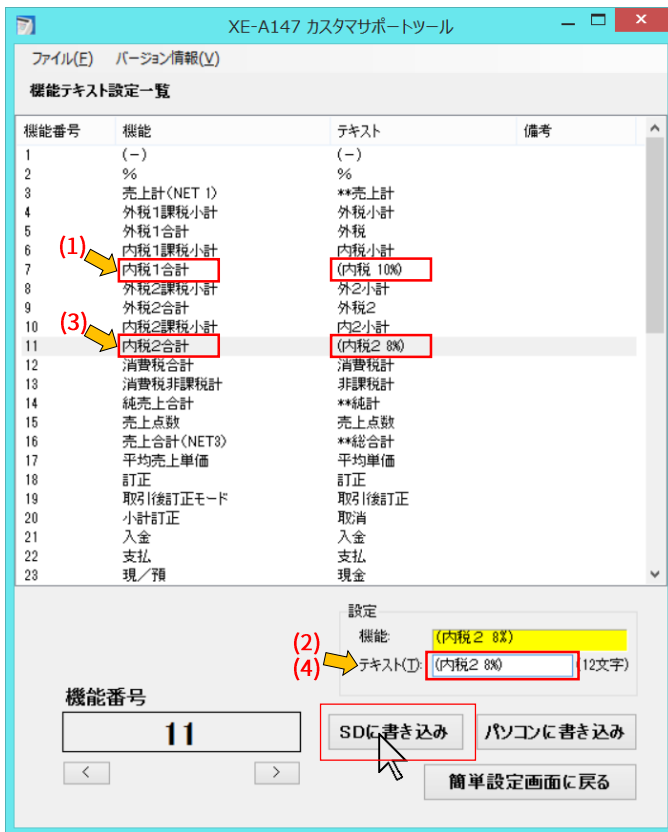 XE-A147 カスタマサポートツール
ファイル(F) バージョン情報(V)
機能テキスト設定一覧
機能番号 機能 テキスト 備考
1 (-) (-)
2 % %
3 売上計(NET 1) **売上計
4 外税1課税小計 外税小計
5 外税1合計 外税
6 内税1課税小計 内税小計
(1)
7 内税1合計 (内税 10%)
8 外税2課税小計 外2小計
9 外税2合計 外税2
10 内税2課税小計 内2小計
(3)
11 内税2合計 (内税2 8%)
12 消費税合計 消費税計
13 消費税非課税計 非課税計
14 純売上合計 **純計
15 売上点数 売上点数
16 売上合計(NET3) **総合計
17 平均売上単価 平均単価
18 訂正 訂正
19 取引後訂正モード 取引後訂正
20 小計訂正 取消
21 入金 入金
22 支払 支払
23 現/預 現金
設定
機能: (内税2 8%)
(2)
(4)
テキスト(T): (内税2 8%) (12文字)
機能番号
11
< >
SDに書き込み パソコンに書き込み
簡単設定画面に戻る